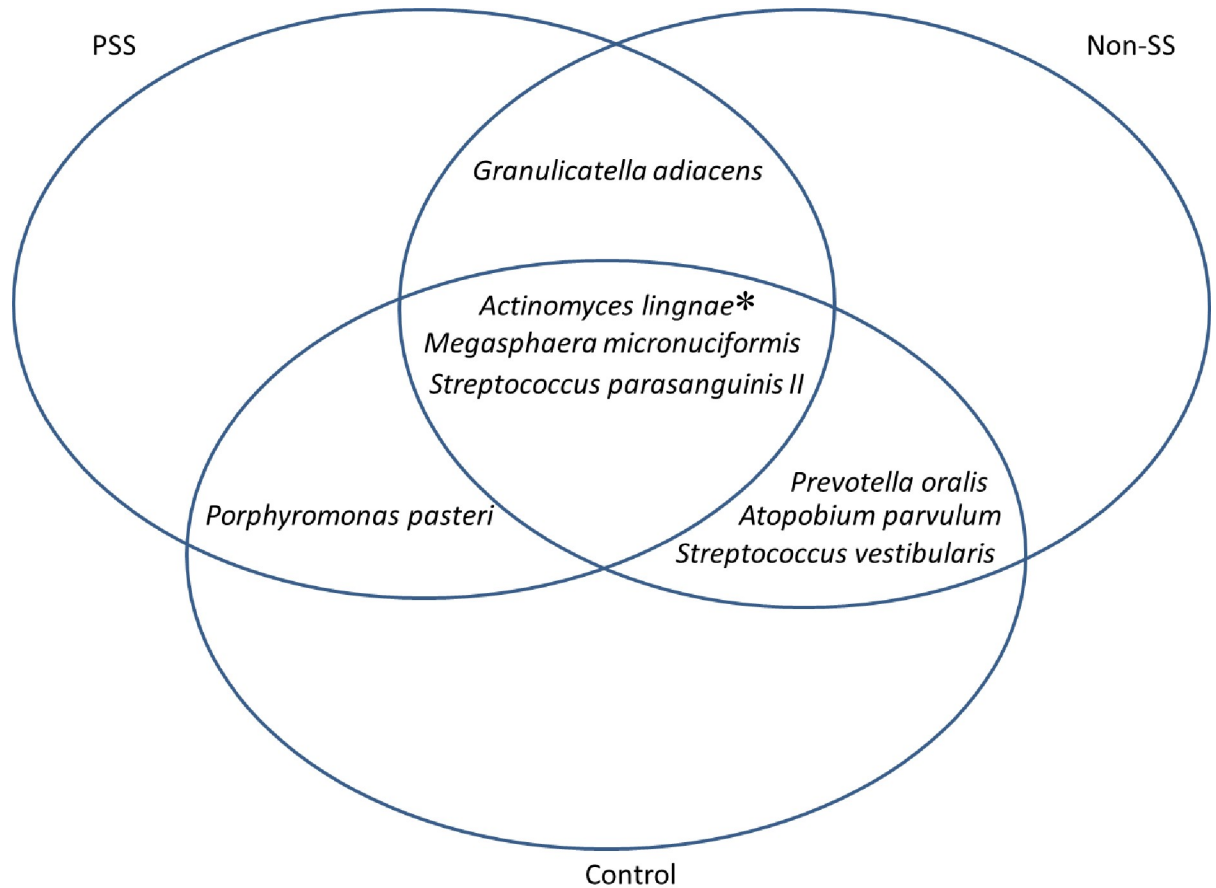 PSS
Non-SS
Granulicatella adiacens
Actinomyces lingnae*
Megasphaera micronuciformis
Streptococcus parasanguinis II
Prevotella oralis
Porphyromonas pasteri
Atopobium parvulum
Streptococcus vestibularis
Control